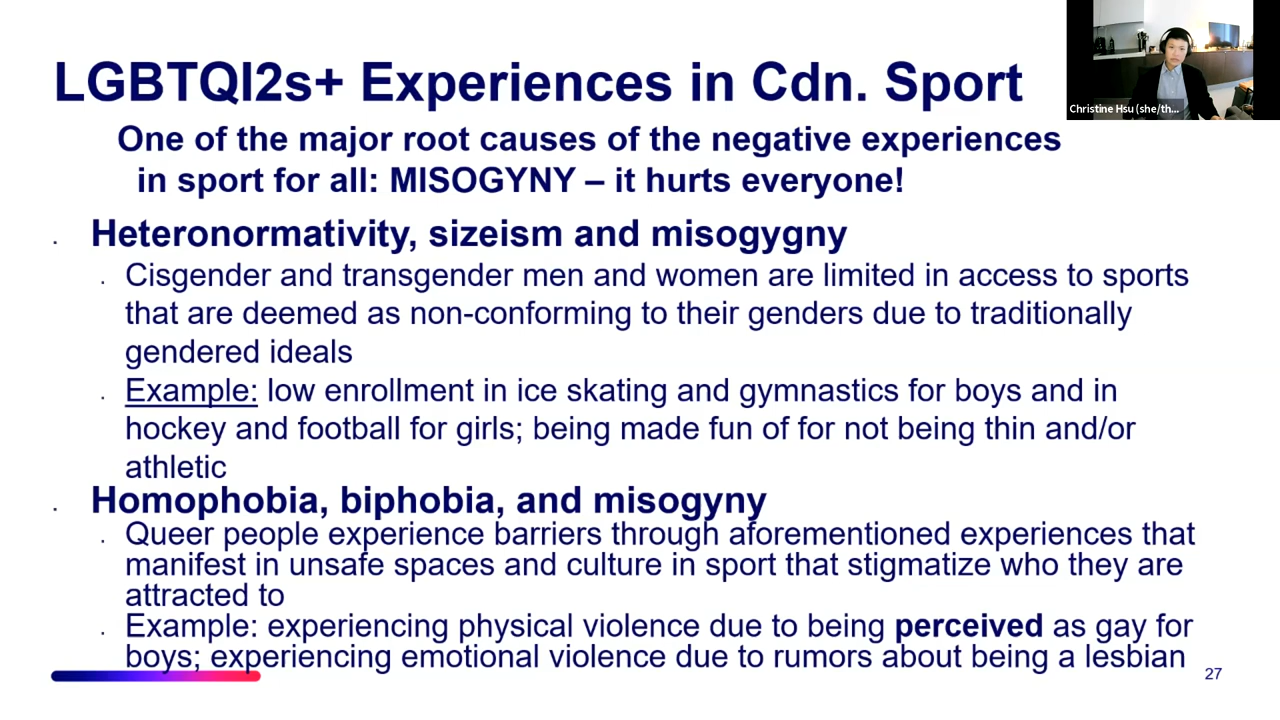 LGBTQI2s+ Experiences in Cdn. Sport
One of the major root causes of the negative experiences
in sport for all: MISOGYNY – it hurts everyone!
Heteronormativity, sizeism and misogygny
Cisgender and transgender men and women are limited in access to sports
that are deemed as non-conforming to their genders due to traditionally
gendered ideals
Example: low enrollment in ice skating and gymnastics for boys and in
hockey and football for girls; being made fun of for not being thin and/or
athletic
Homophobia, biphobia, and misogyny
Queer people experience barriers through aforementioned experiences that
manifest in unsafe spaces and culture in sport that stigmatize who they are
attracted to
Example: experiencing physical violence due to being perceived as gay for
boys; experiencing emotional violence due to rumors about being a lesbian
27
Christine Hsu (she/th...